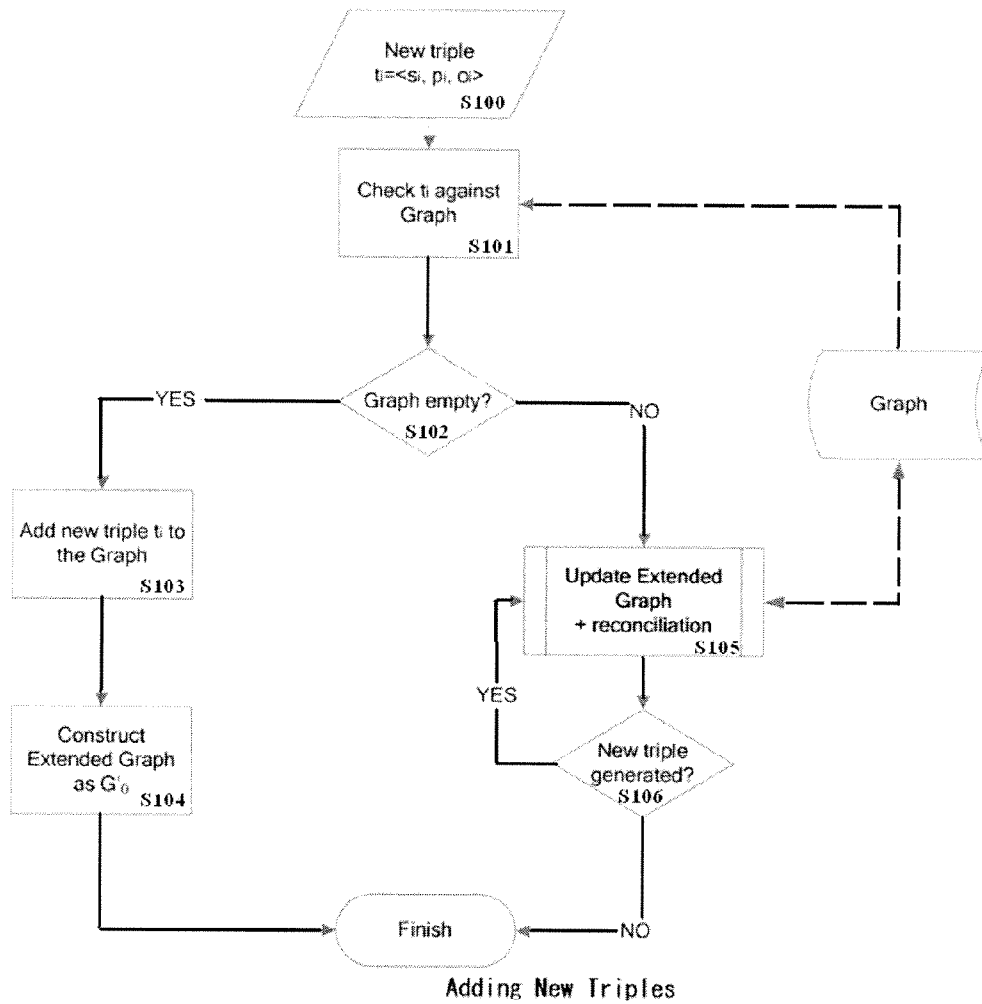 New triple
ti=<si, pi, oi>
S100
Check ti against
Graph
S101
Graph empty?
S102
YES
NO
Graph
Add new triple ti to
the Graph
S103
Update Extended
Graph
+ reconciliation
S105
YES
Construct
Extended Graph
as G'0
S104
New triple
generated?
S106
Finish
NO
Adding New Triples